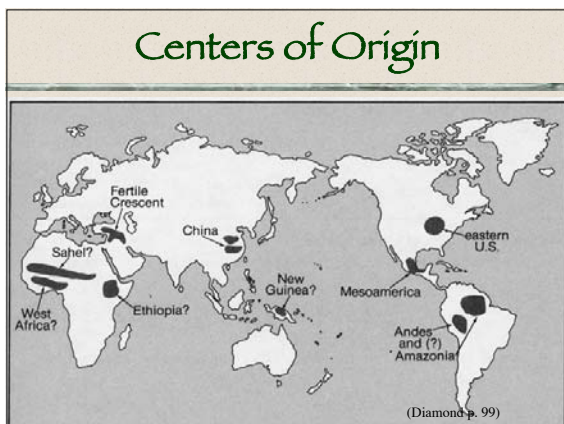 Centers of Origin
Fertile
Crescent
China
Sahel?
eastern
U.S.
New
Guinea?
Mesoamerica
West
Africa?
Ethiopia?
Andes
and (?)
Amazonia
(Diamond p. 99)